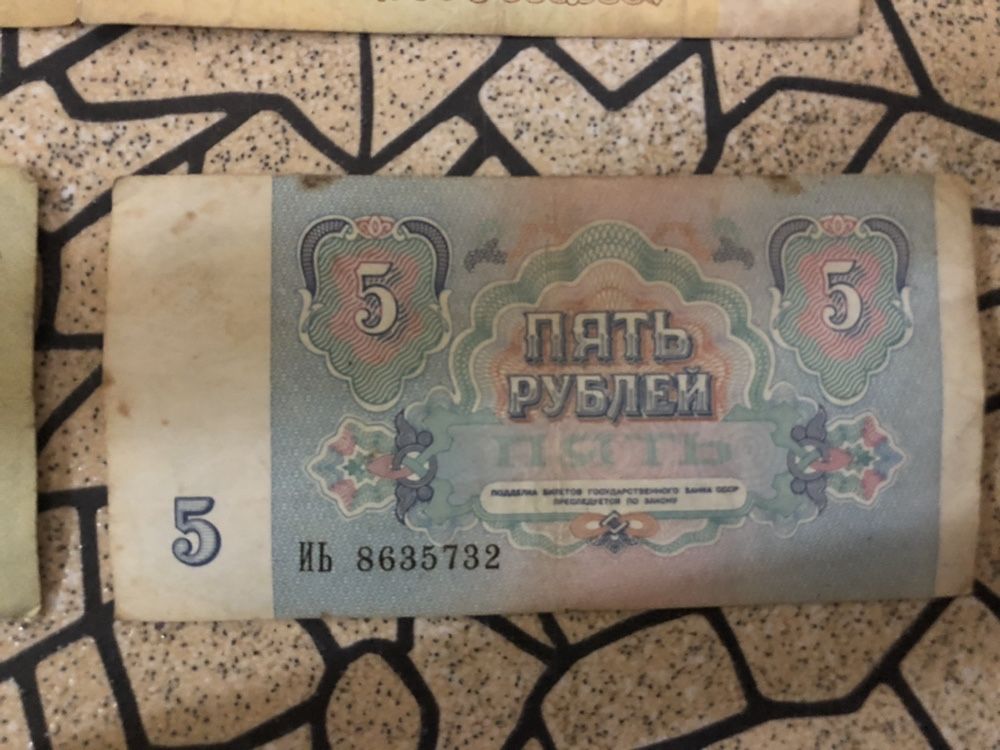 5
5
ПЯТЬ
РУБЛЕЙ
ПЯТЬ
ПОДДЕЛКА БИЛЕТОВ ГОСУДАРСТВЕННОГО БАНКА СССР
ПРЕСЛЕДУЕТСЯ ПО ЗАКОНУ
5
ИЬ 8635732